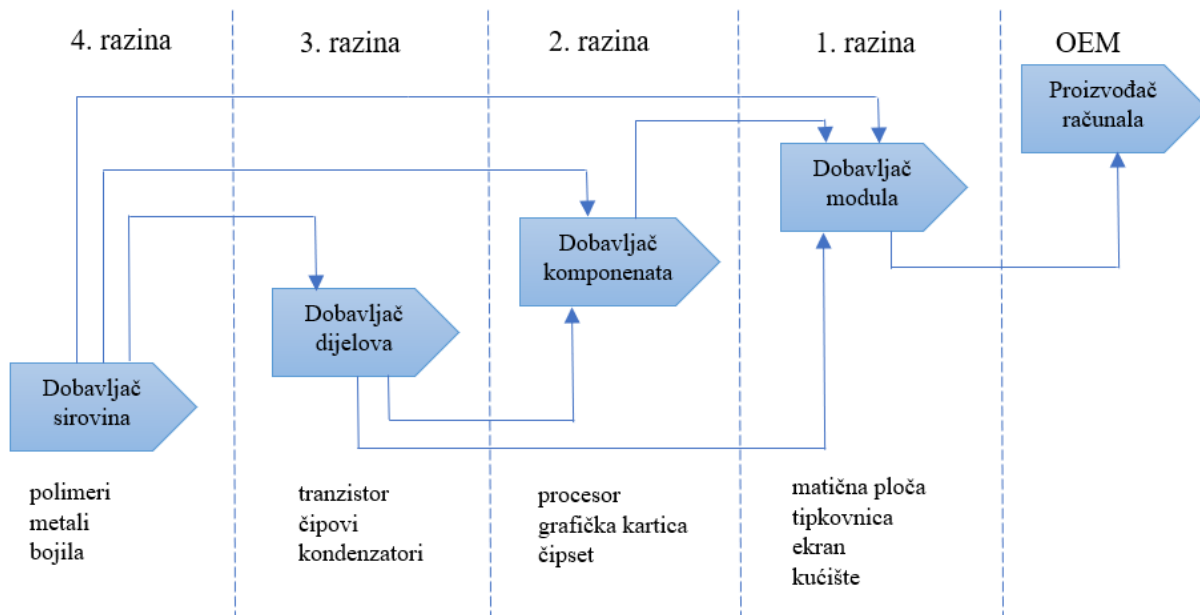 4. razina
3. razina
2. razina
1. razina
OEM
Proizvođač
računala
Dobavljač
modula
Dobavljač
komponenata
Dobavljač
dijelova
Dobavljač
sirovina
polimeri
metali
bojila
tranzistor
čipovi
kondenzatori
procesor
grafička kartica
čipset
matična ploča
tipkovnica
ekran
kućište